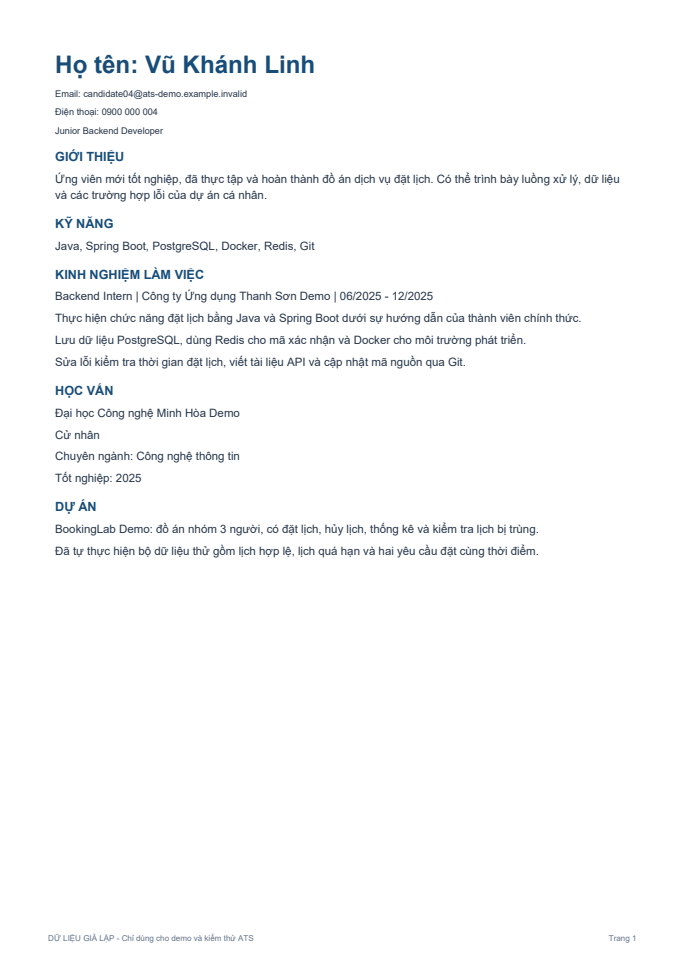 Họ tên: Vũ Khánh Linh
Email: candidate04@ats-demo.example.invalid
Điện thoại: 0900 000 004
Junior Backend Developer
GIỚI THIỆU
Ứng viên mới tốt nghiệp, đã thực tập và hoàn thành đồ án dịch vụ đặt lịch. Có thể trình bày luồng xử lý, dữ liệu
và các trường hợp lỗi của dự án cá nhân.
KỸ NĂNG
Java, Spring Boot, PostgreSQL, Docker, Redis, Git
KINH NGHIỆM LÀM VIỆC
Backend Intern | Công ty Ứng dụng Thanh Sơn Demo | 06/2025 - 12/2025
Thực hiện chức năng đặt lịch bằng Java và Spring Boot dưới sự hướng dẫn của thành viên chính thức.
Lưu dữ liệu PostgreSQL, dùng Redis cho mã xác nhận và Docker cho môi trường phát triển.
Sửa lỗi kiểm tra thời gian đặt lịch, viết tài liệu API và cập nhật mã nguồn qua Git.
HỌC VẤN
Đại học Công nghệ Minh Hòa Demo
Cử nhân
Chuyên ngành: Công nghệ thông tin
Tốt nghiệp: 2025
DỰ ÁN
BookingLab Demo: đồ án nhóm 3 người, có đặt lịch, hủy lịch, thống kê và kiểm tra lịch bị trùng.
Đã tự thực hiện bộ dữ liệu thử gồm lịch hợp lệ, lịch quá hạn và hai yêu cầu đặt cùng thời điểm.
DỮ LIỆU GIẢ LẬP - Chỉ dùng cho demo và kiểm thử ATS
Trang 1